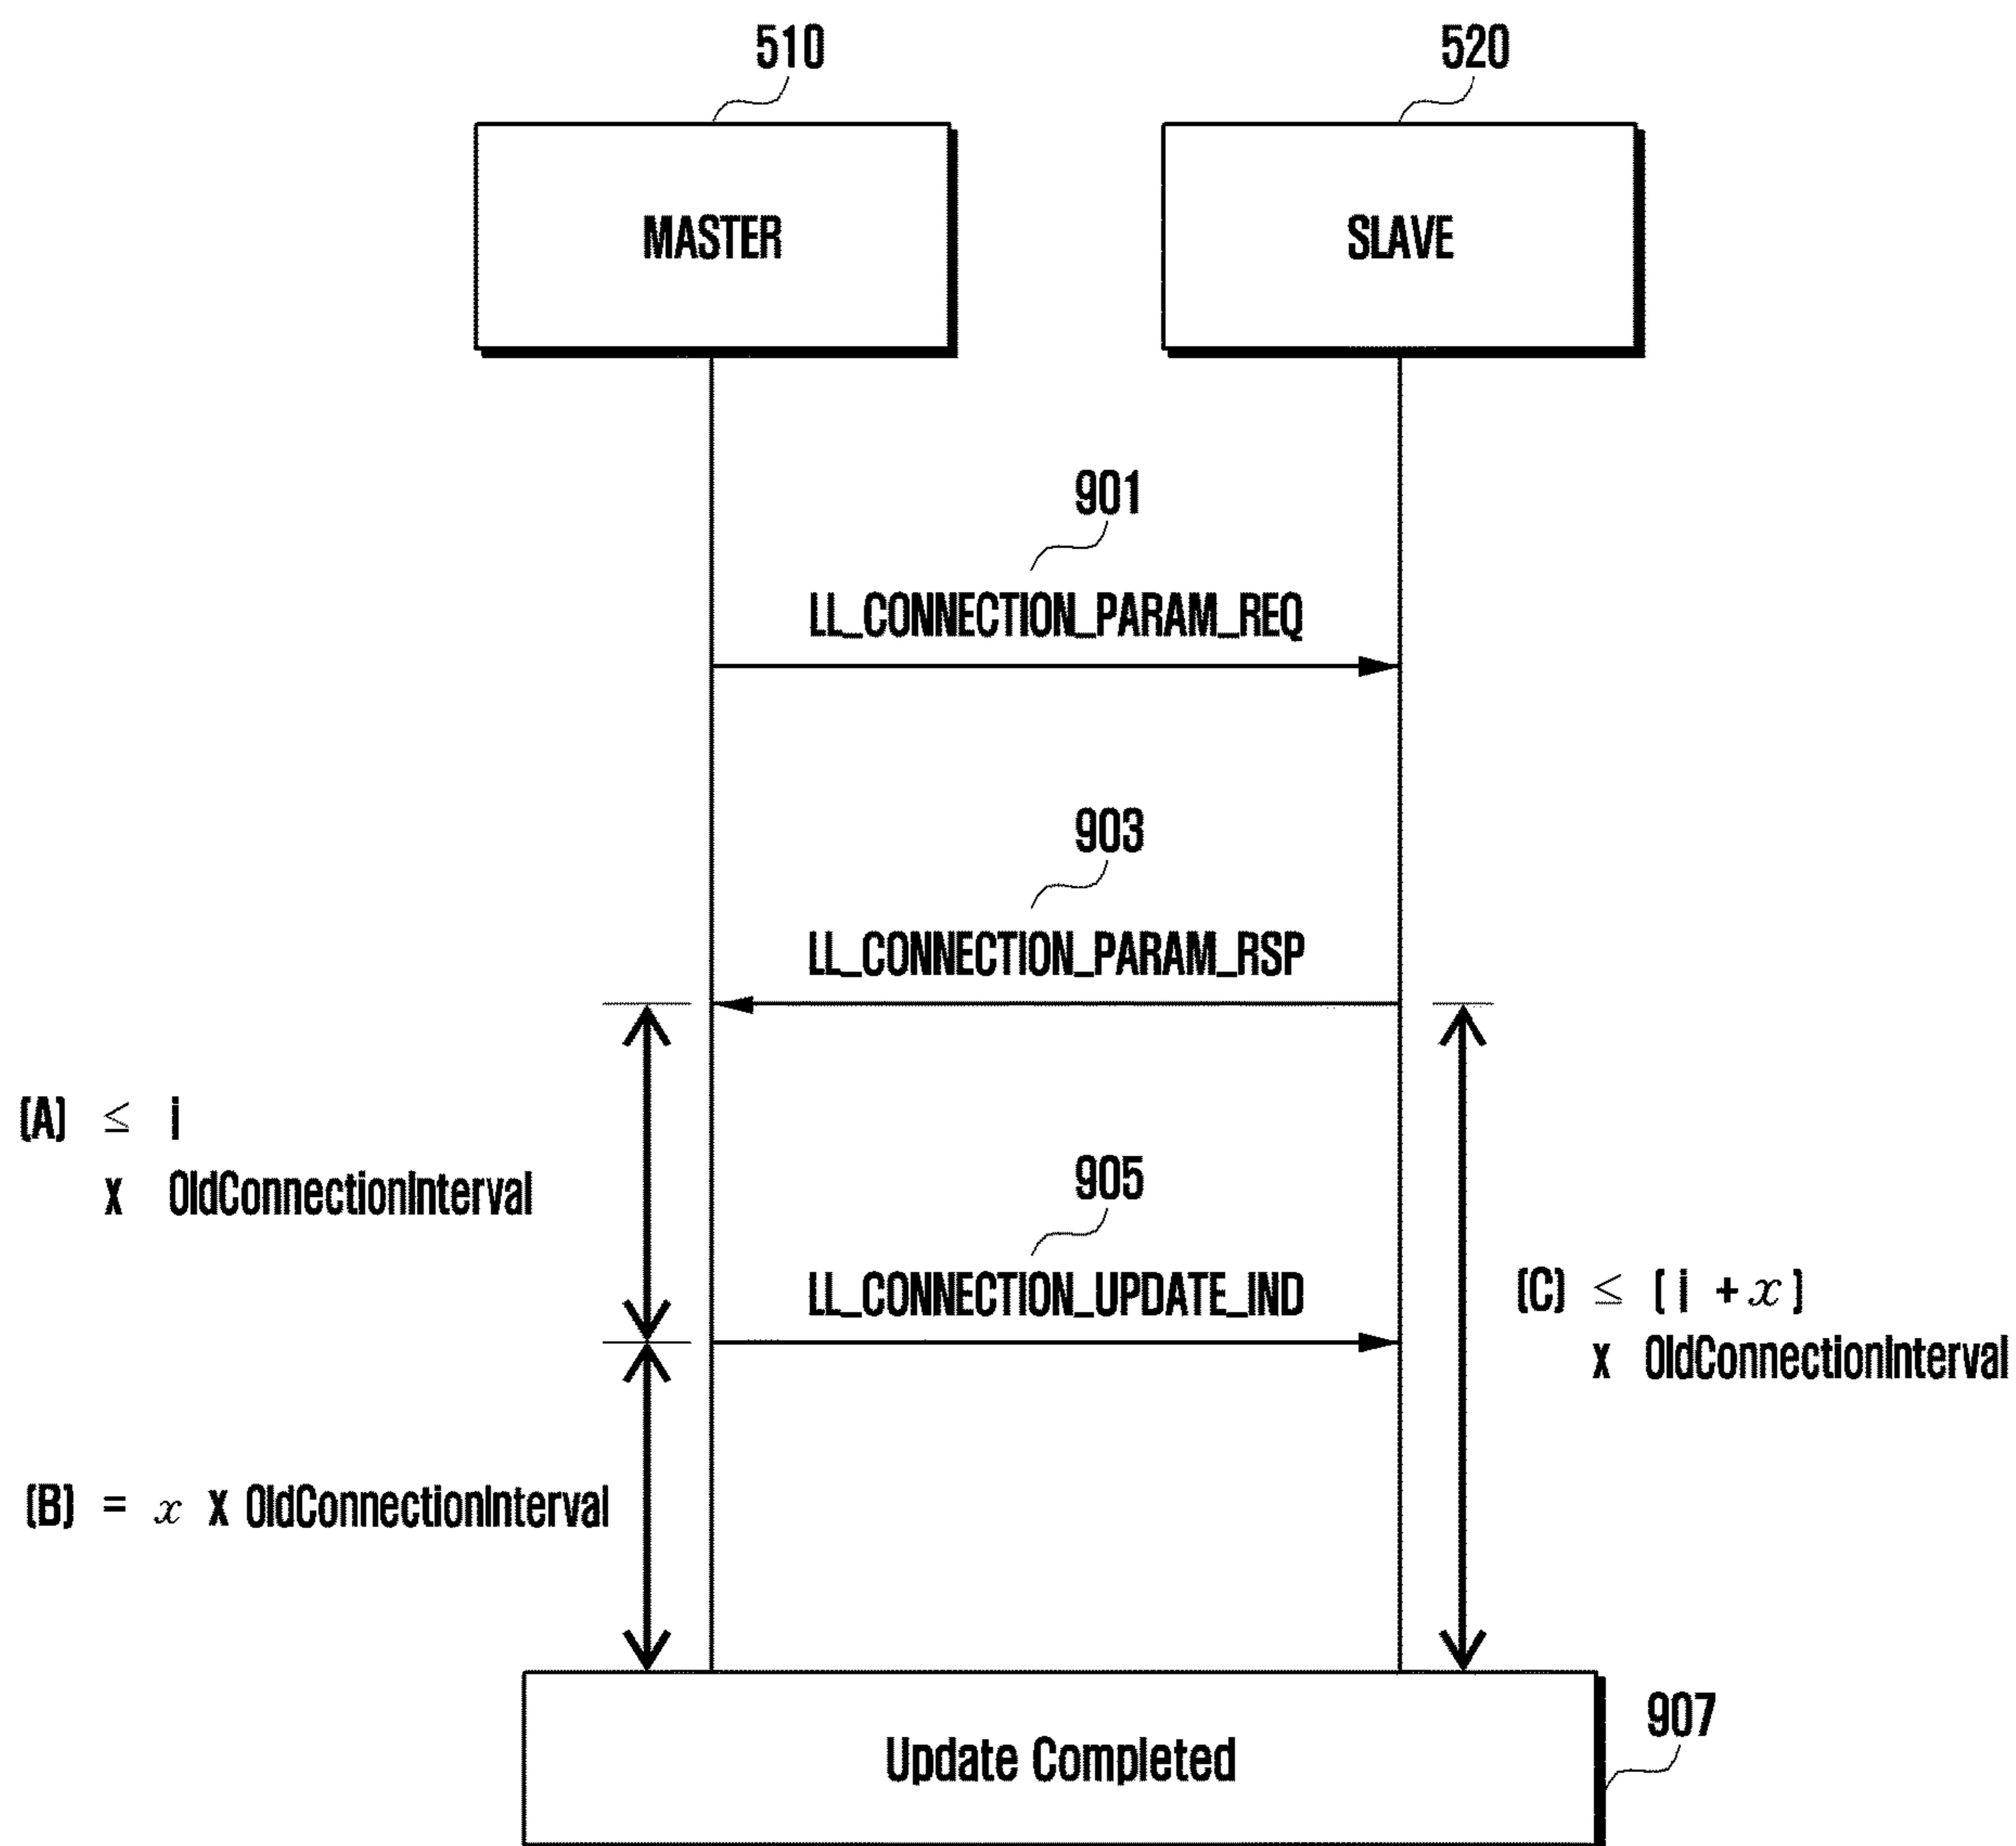 510
520
MASTER
SLAVE
901
LL_CONNECTION_PARAM_REQ
903
LL_CONNECTION_PARAM_RSP
(A) ≤ i
x OldConnectionInterval
905
LL_CONNECTION_UPDATE_IND
(C) ≤ ( i + x )
x OldConnectionInterval
(B) = x x OldConnectionInterval
907
Update Completed